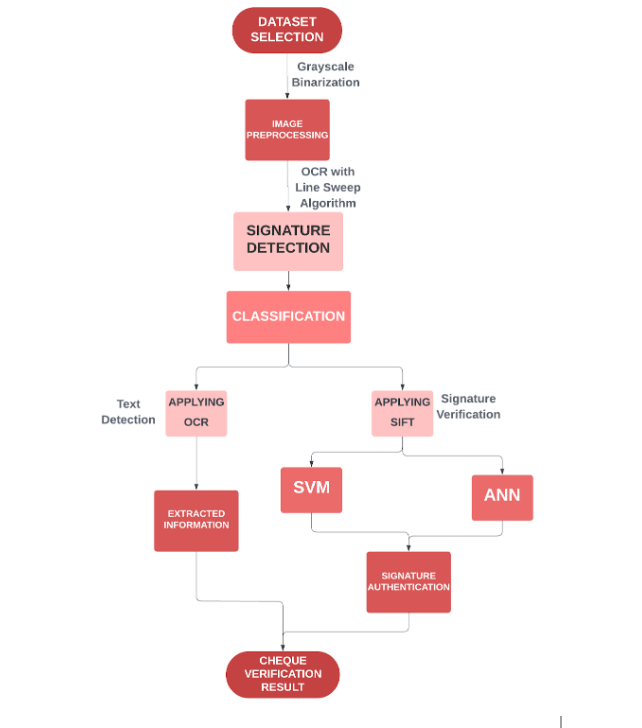 DATASET
SELECTION
Grayscale
Binarization
IMAGE
PREPROCESSING
OCR with
Line Sweep
Algorithm
SIGNATURE
DETECTION
CLASSIFICATION
Text
Detection
APPLYING
OCR
APPLYING
SIFT
Signature
Verification
SVM
ANN
EXTRACTED
INFORMATION
SIGNATURE
AUTHENTICATION
CHEQUE
VERIFICATION
RESULT